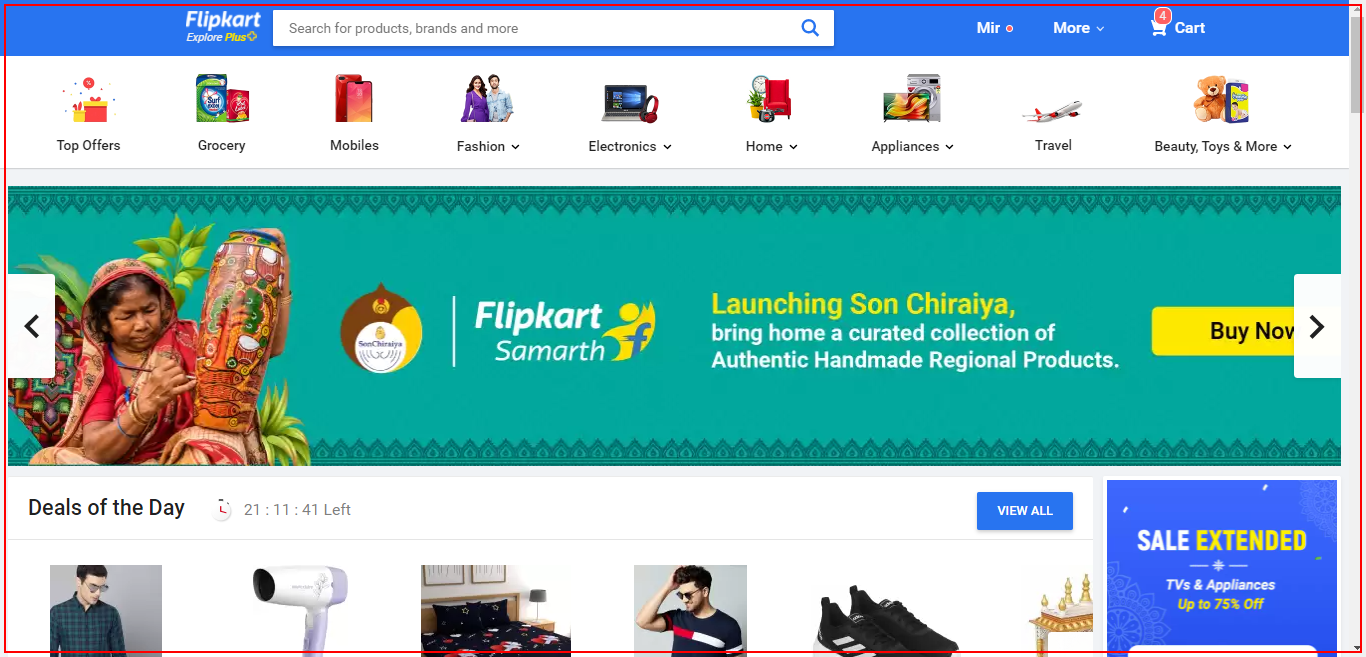 Flipkart
Explore Plus
Search for products, brands and more
Mir
More
4
Cart
Top Offers
Grocery
Mobiles
Fashion
Electronics
Home
Appliances
Travel
Beauty, Toys & More
Surf excel
SonChiraiya
Flipkart
Samarth
Launching Son Chiraiya,
bring home a curated collection of
Authentic Handmade Regional Products.
Buy Now
Deals of the Day
21 : 11 : 41 Left
VIEW ALL
SALE EXTENDED
TVs & Appliances
Up to 75% Off